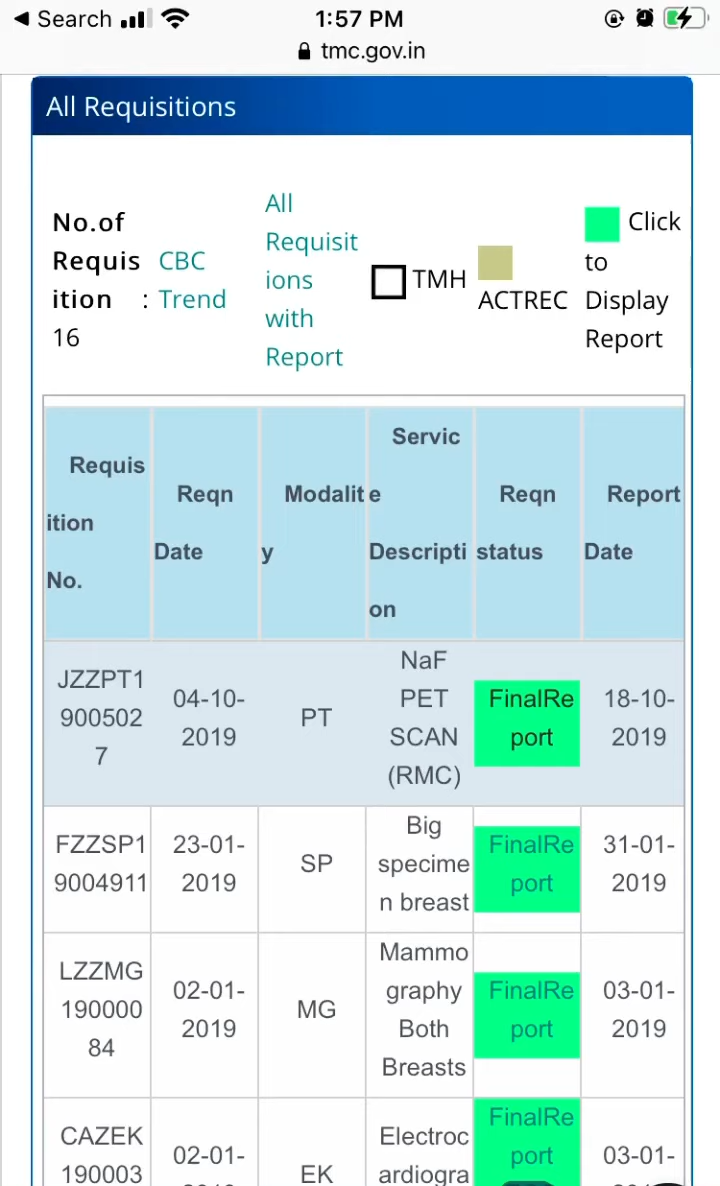 ◀ Search
1:57 PM
tmc.gov.in
All Requisitions
No.of
Requis
ition :
16
CBC
Trend
All
Requisit
ions
with
Report
TMH
ACTREC
Click
to
Display
Report
Requis
ition
No.
Reqn
Date
Modalit
y
Servic
e
Descripti
on
Reqn
status
Report
Date
JZZPT1
900502
7
04-10-
2019
PT
NaF
PET
SCAN
(RMC)
FinalRe
port
18-10-
2019
FZZSP1
9004911
23-01-
2019
SP
Big
specime
n breast
FinalRe
port
31-01-
2019
LZZMG
190000
84
02-01-
2019
MG
Mammo
graphy
Both
Breasts
FinalRe
port
03-01-
2019
CAZEK
190003
02-01-
EK
Electroc
ardiogra
FinalRe
port
03-01-